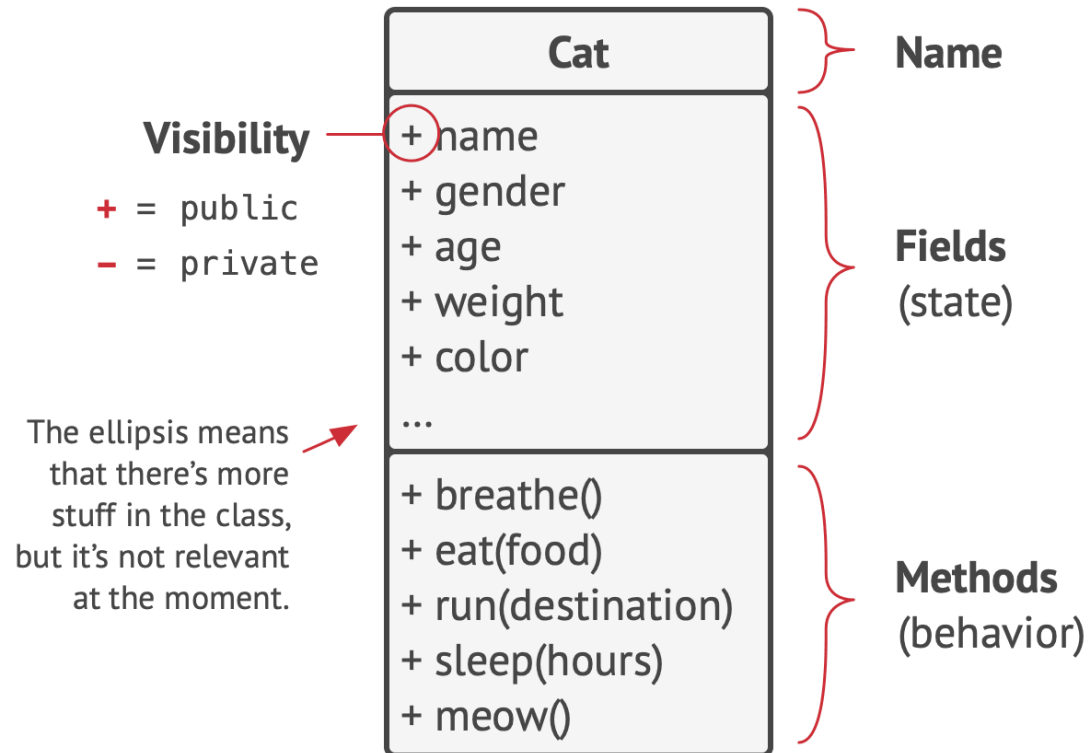 Cat
Name
Visibility
+ = public
– = private
+ name
+ gender
+ age
+ weight
+ color
...
Fields
(state)
The ellipsis means
that there’s more
stuff in the class,
but it’s not relevant
at the moment.
+ breathe()
+ eat(food)
+ run(destination)
+ sleep(hours)
+ meow()
Methods
(behavior)